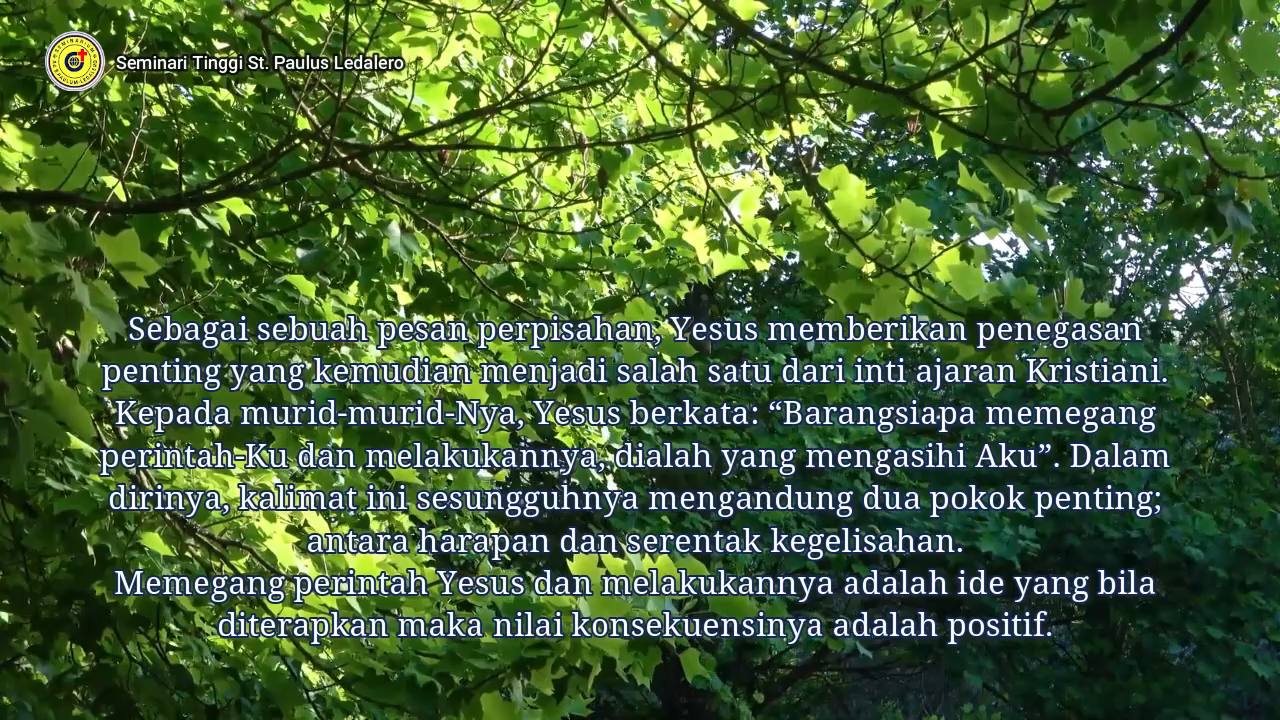 Seminari Tinggi St. Paulus Ledalero
Sebagai sebuah pesan perpisahan, Yesus memberikan penegasan
penting yang kemudian menjadi salah satu dari inti ajaran Kristiani.
Kepada murid-murid-Nya, Yesus berkata: “Barangsiapa memegang
perintah-Ku dan melakukannya, dialah yang mengasihi Aku”. Dalam
dirinya, kalimat ini sesungguhnya mengandung dua pokok penting;
antara harapan dan serentak kegelisahan.
Memegang perintah Yesus dan melakukannya adalah ide yang bila
diterapkan maka nilai konsekuensinya adalah positif.